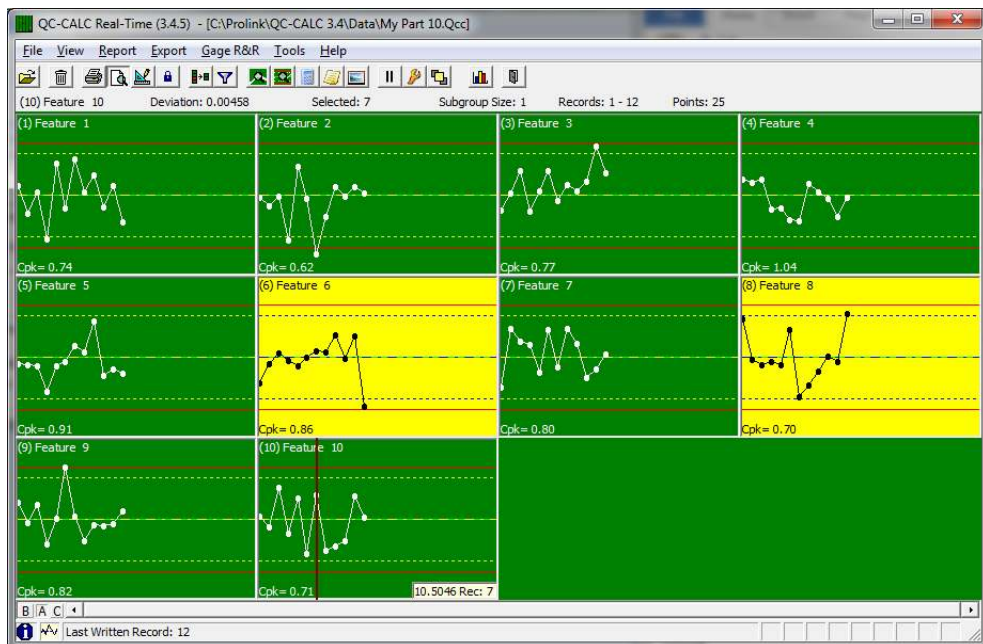 QC-CALC Real-Time (3.4.5) - [C:\Prolink\QC-CALC 3.4\Data\My Part 10.Qcc]
File View Report Export Gage R&R Tools Help
(10) Feature 10 Deviation: 0.00458 Selected: 7 Subgroup Size: 1 Records: 1 - 12 Points: 25
(1) Feature 1
(2) Feature 2
(3) Feature 3
(4) Feature 4
Cpk= 0.74
Cpk= 0.62
Cpk= 0.77
Cpk= 1.04
(5) Feature 5
(6) Feature 6
(7) Feature 7
(8) Feature 8
Cpk= 0.91
Cpk= 0.86
Cpk= 0.80
Cpk= 0.70
(9) Feature 9
(10) Feature 10
Cpk= 0.82
Cpk= 0.71
10.5046 Rec: 7
B A C
Last Written Record: 12